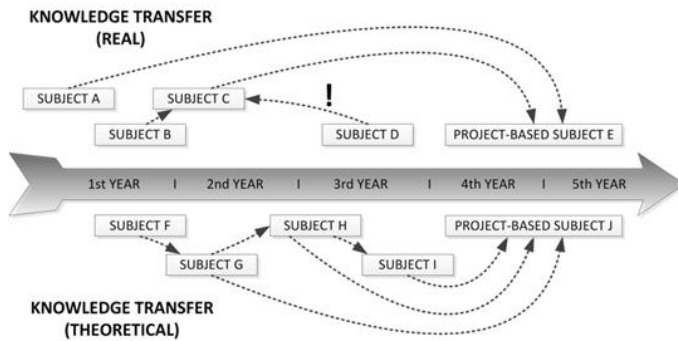 KNOWLEDGE TRANSFER
(REAL)
!
SUBJECT A
SUBJECT C
SUBJECT B
SUBJECT D
PROJECT-BASED SUBJECT E
1st YEAR I 2nd YEAR I 3rd YEAR I 4th YEAR I 5th YEAR
SUBJECT F
SUBJECT H
PROJECT-BASED SUBJECT J
SUBJECT G
SUBJECT I
KNOWLEDGE TRANSFER
(THEORETICAL)